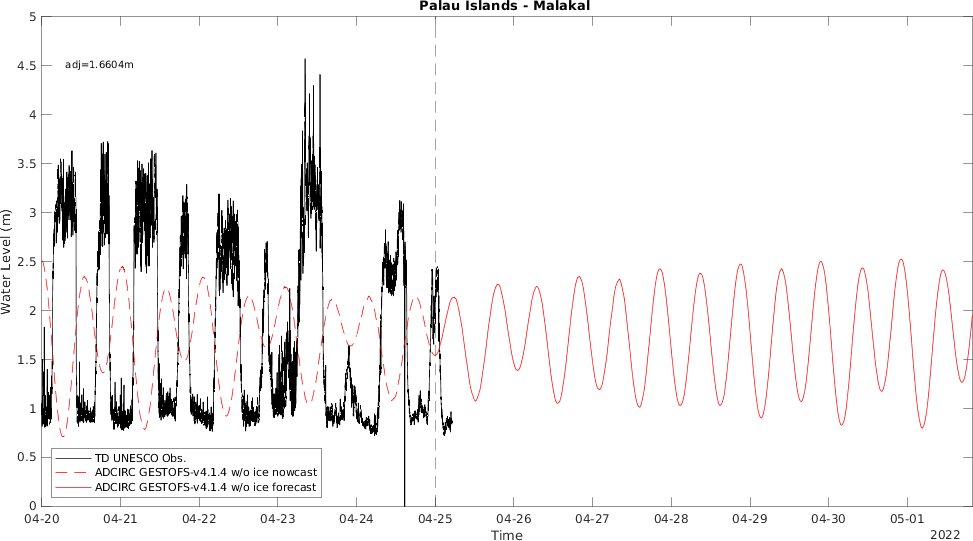 Palau Islands - Malakal
adj=1.6604m
Water Level (m)
5
4.5
4
3.5
3
2.5
2
1.5
1
0.5
0
TD UNESCO Obs.
ADCIRC GESTOFS-v4.1.4 w/o ice nowcast
ADCIRC GESTOFS-v4.1.4 w/o ice forecast
04-20 04-21 04-22 04-23 04-24 04-25 04-26 04-27 04-28 04-29 04-30 05-01
Time
2022